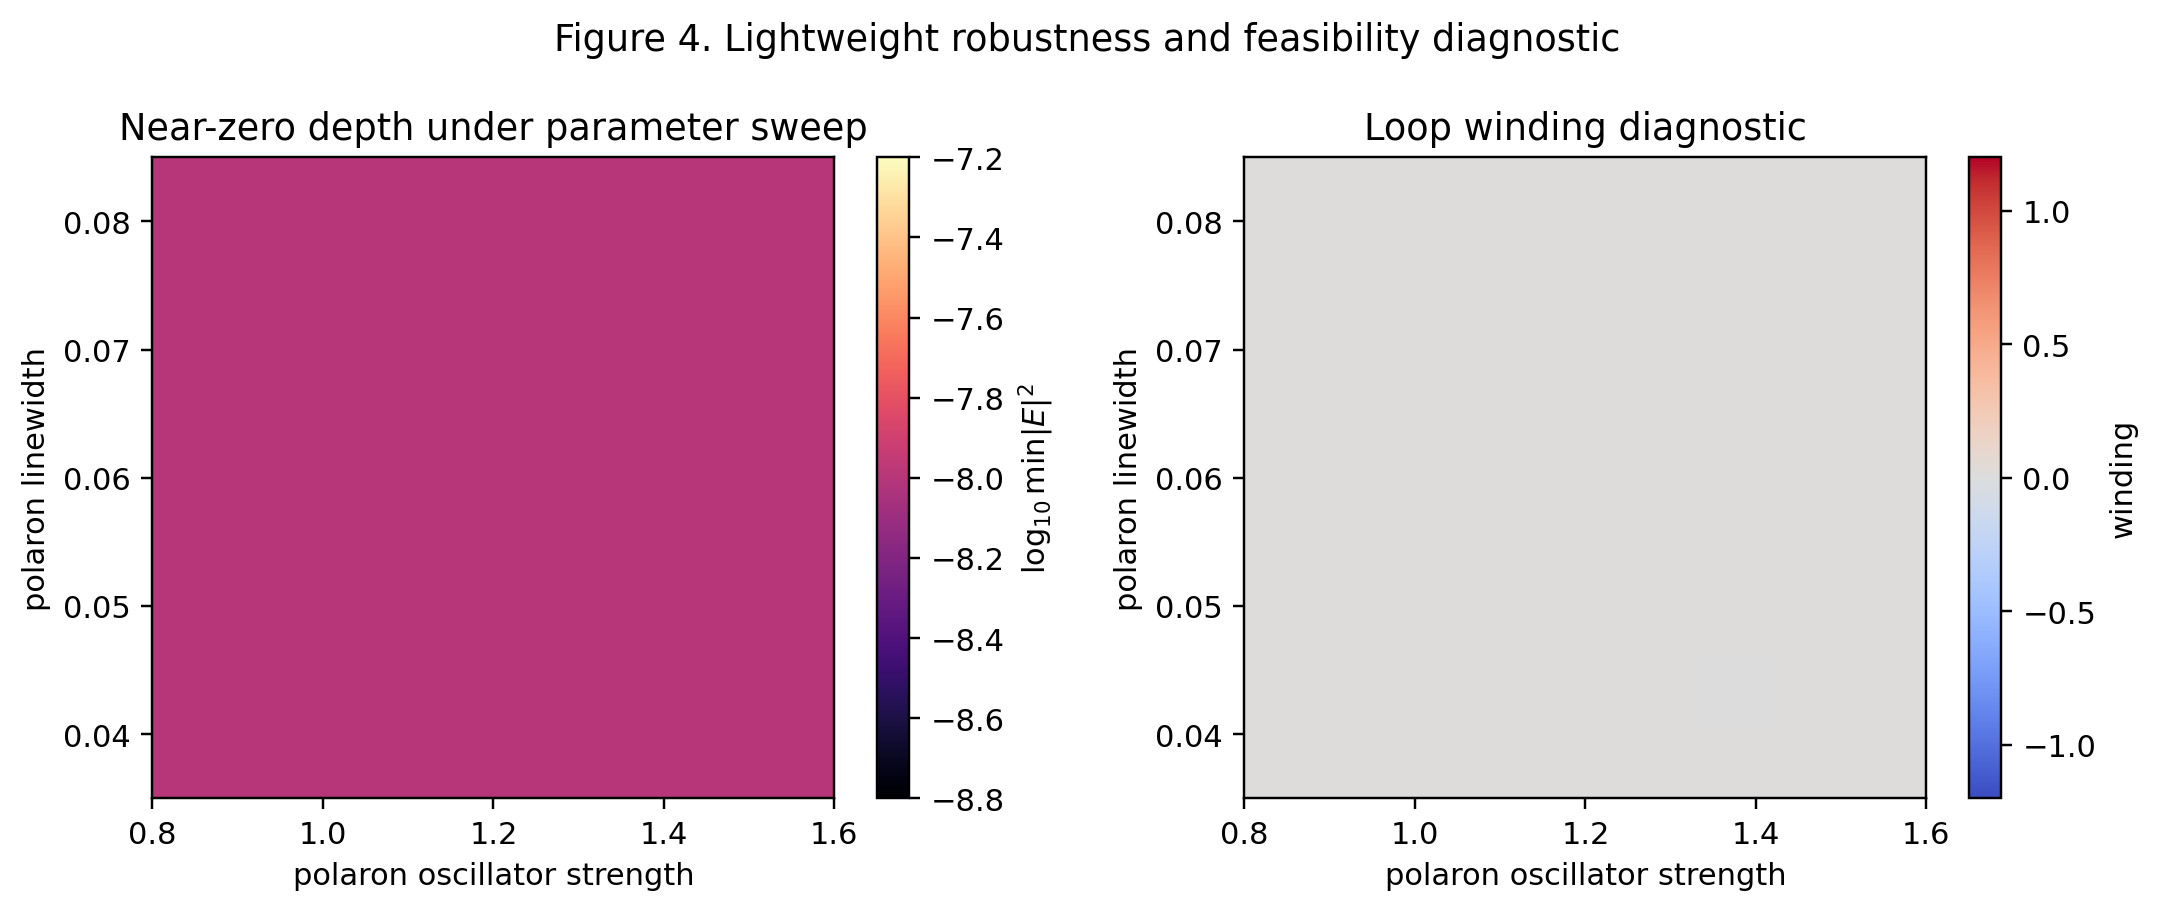 Figure 4. Lightweight robustness and feasibility diagnostic
Near-zero depth under parameter sweep
0.08
0.07
0.06
0.05
0.04
polaron linewidth
0.8 1.0 1.2 1.4 1.6
polaron oscillator strength
−7.2
−7.4
−7.6
−7.8
−8.0
−8.2
−8.4
−8.6
−8.8
log₁₀ min|E|²
Loop winding diagnostic
0.08
0.07
0.06
0.05
0.04
polaron linewidth
0.8 1.0 1.2 1.4 1.6
polaron oscillator strength
1.0
0.5
0.0
−0.5
−1.0
winding